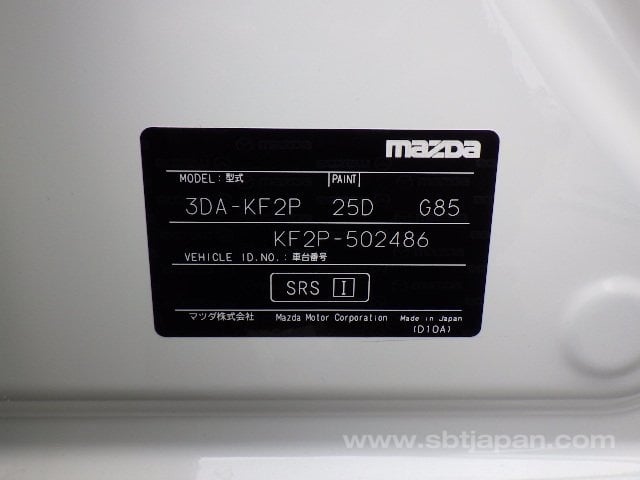 mazda
MODEL: 型式 PAINT
3DA-KF2P 25D G85
KF2P-502486
VEHICLE ID.NO.: 車台番号
SRS I
マツダ株式会社 Mazda Motor Corporation Made in Japan
(D10A)
www.sbtjapan.com